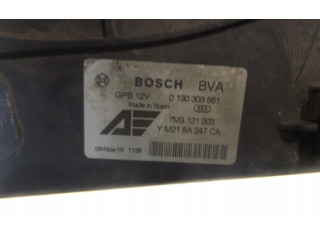 BOSCH BVA
GPB 12V 0 130 303 881
Made in Spain
7M3 121 203
Y M21 8A 247 CA